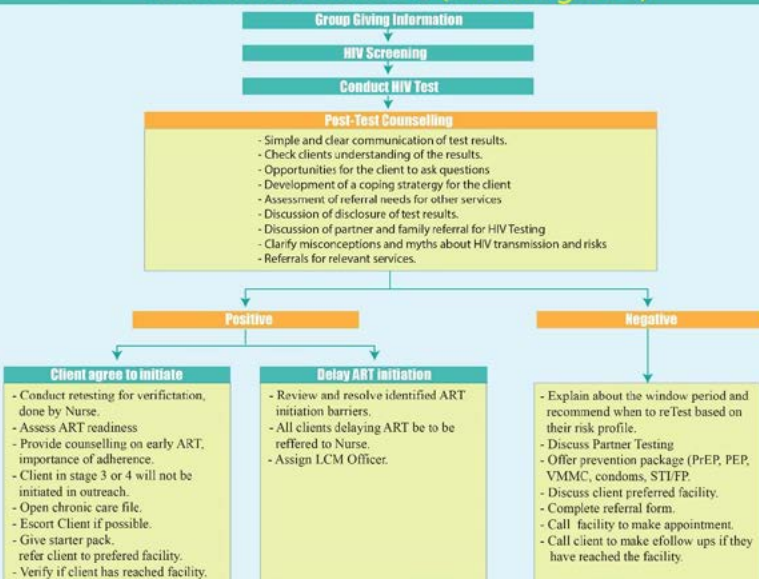 Group Giving Information
HIV Screening
Conduct HIV Test
Post-Test Counselling
- Simple and clear communication of test results.
- Check clients understanding of the results.
- Opportunities for the client to ask questions
- Development of a coping stratergy for the client
- Assessment of referral needs for other services
- Discussion of disclosure of test results.
- Discussion of partner and family referral for HIV Testing
- Clarify misconceptions and myths about HIV transmission and risks
- Referrals for relevant services.
Positive
Negative
Client agree to initiate
- Conduct retesting for verifictation,
done by Nurse.
- Assess ART readiness
- Provide counselling on early ART,
importance of adherence.
- Client in stage 3 or 4 will not be
initiated in outreach.
- Open chronic care file.
- Escort Client if possible.
- Give starter pack.
refer client to prefered facility.
- Verify if client has reached facility.
Delay ART initiation
- Review and resolve identified ART
initiation barriers.
- All clients delaying ART be to be
reffered to Nurse.
- Assign LCM Officer.
- Explain about the window period and
recommend when to reTest based on
their risk profile.
- Discuss Partner Testing
- Offer prevention package (PrEP, PEP,
VMMC, condoms, STI/FP.
- Discuss client preferred facility.
- Complete referral form.
- Call facility to make appointment.
- Call client to make efollow ups if they
have reached the facility.